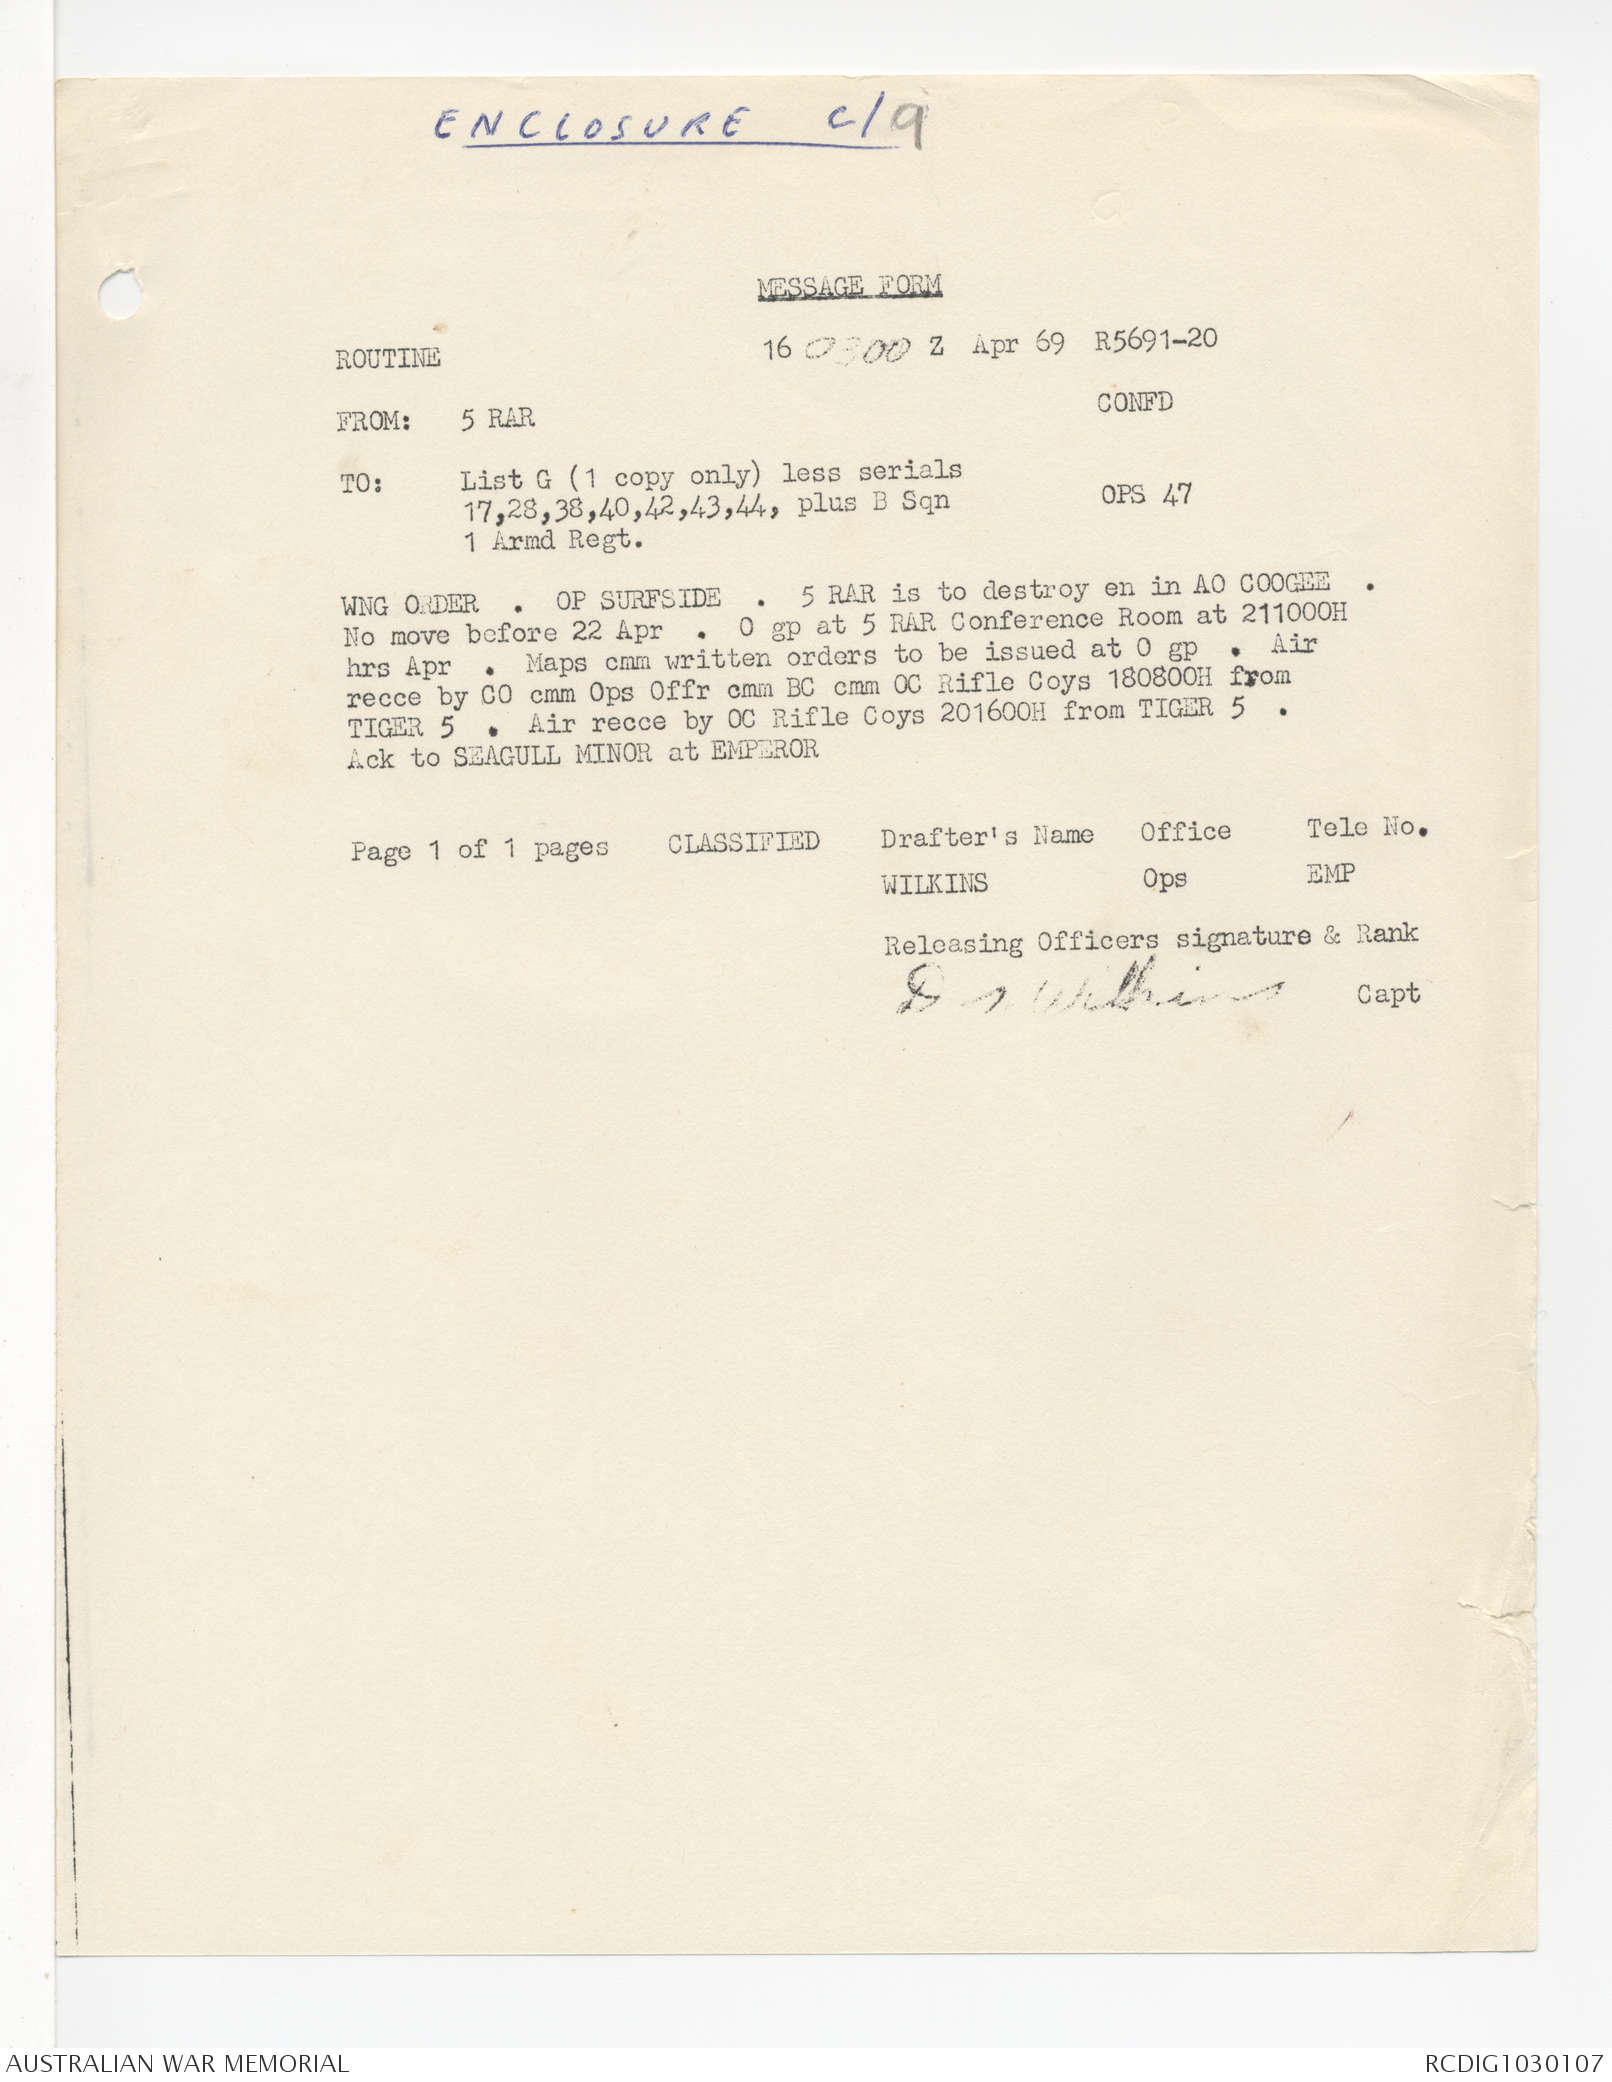 ENCLOSURE C/9
MESSAGE FORM
ROUTINE 160300 Z Apr 69 R5691-20
CONFD
FROM: 5 RAR
TO: List G (1 copy only) less serials
17,28,38,40,42,43,44, plus B Sqn OPS 47
1 Armd Regt.
WNG ORDER . OP SURFSIDE . 5 RAR is to destroy en in AO COOGEE .
No move before 22 Apr . O gp at 5 RAR Conference Room at 211000H
hrs Apr . Maps cmm written orders to be issued at O gp . Air
recce by CO cmm Ops Offr cmm BC cmm OC Rifle Coys 180800H from
TIGER 5 . Air recce by OC Rifle Coys 201600H from TIGER 5 .
Ack to SEAGULL MINOR at EMPEROR
Page 1 of 1 pages CLASSIFIED Drafter's Name Office Tele No.
WILKINS Ops EMP
Releasing Officers signature & Rank
Wilkins Capt
AUSTRALIAN WAR MEMORIAL RCDIG1030107